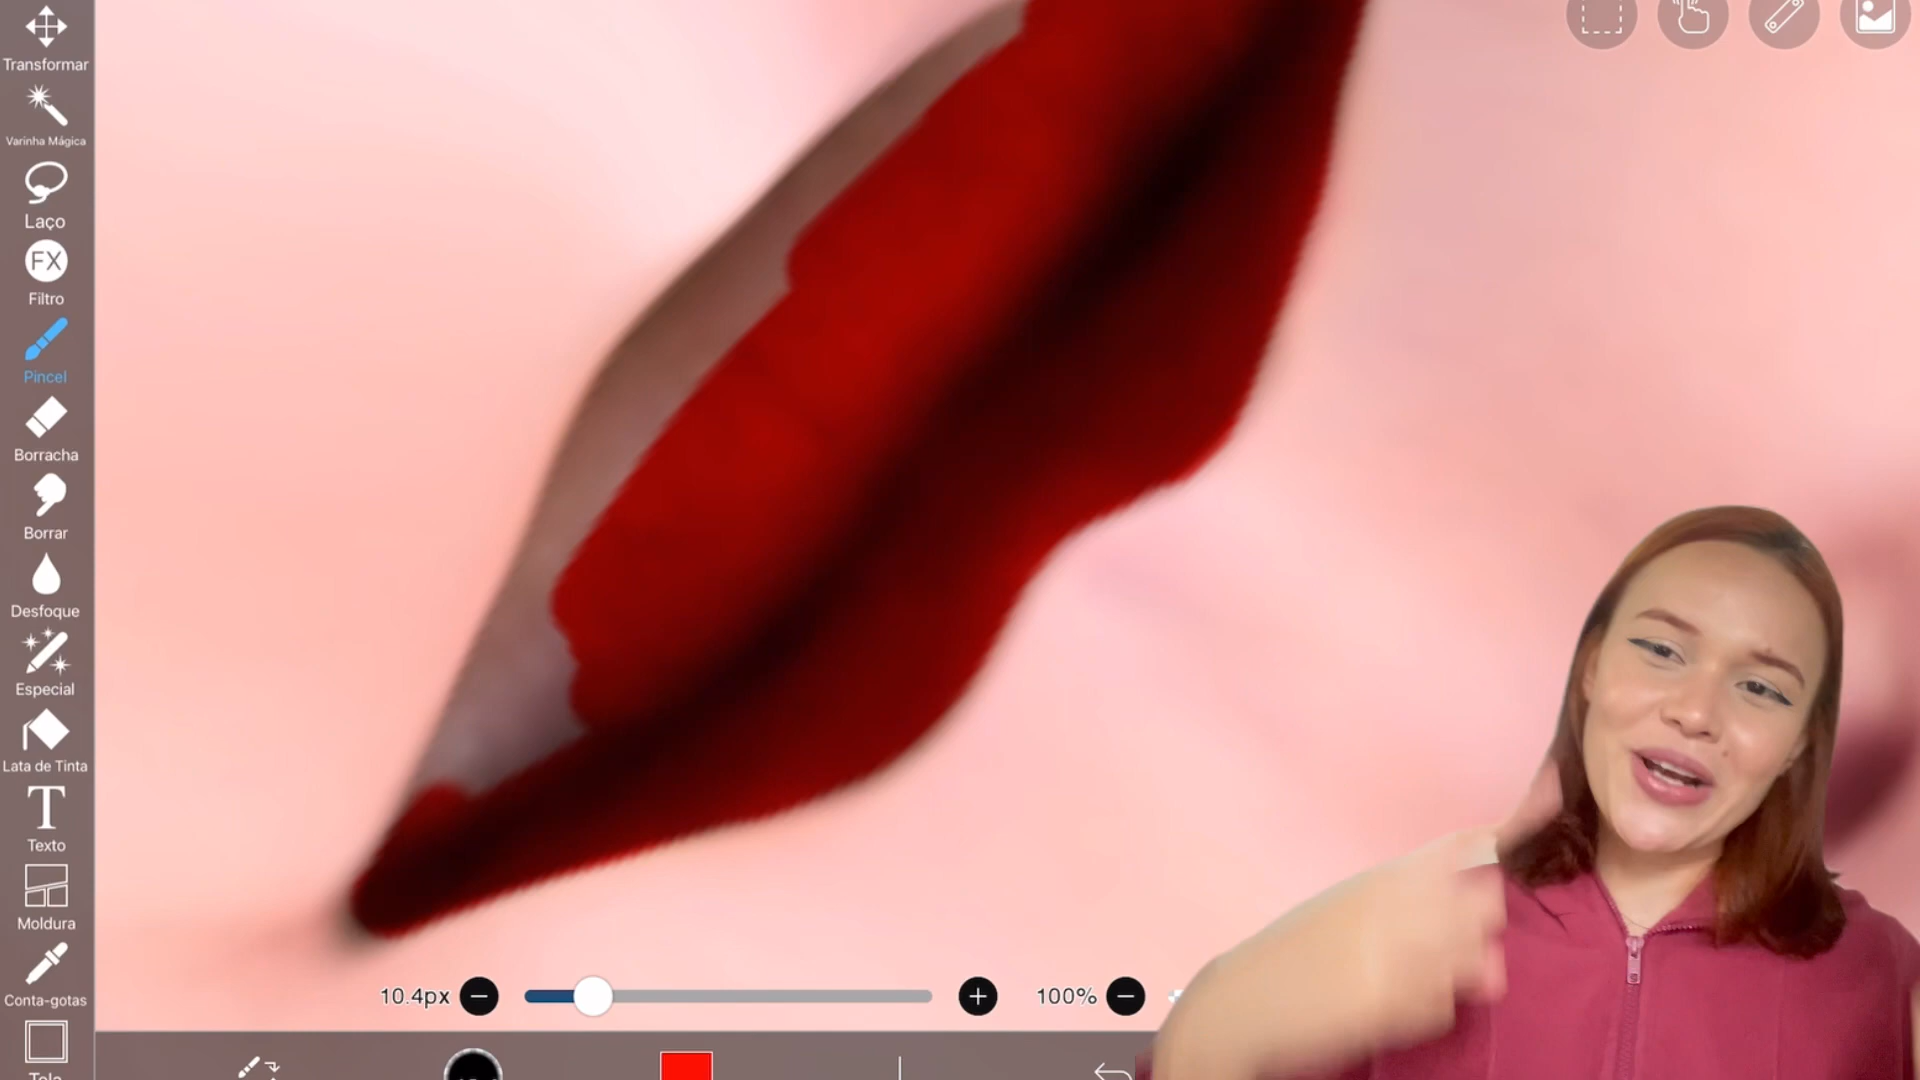 Transformar
Varinha Mágica
Laço
FX
Filtro
Pincel
Borracha
Borrar
Desfoque
Especial
Lata de Tinta
T
Texto
Moldura
Conta-gotas
Tela
10.4px
100%